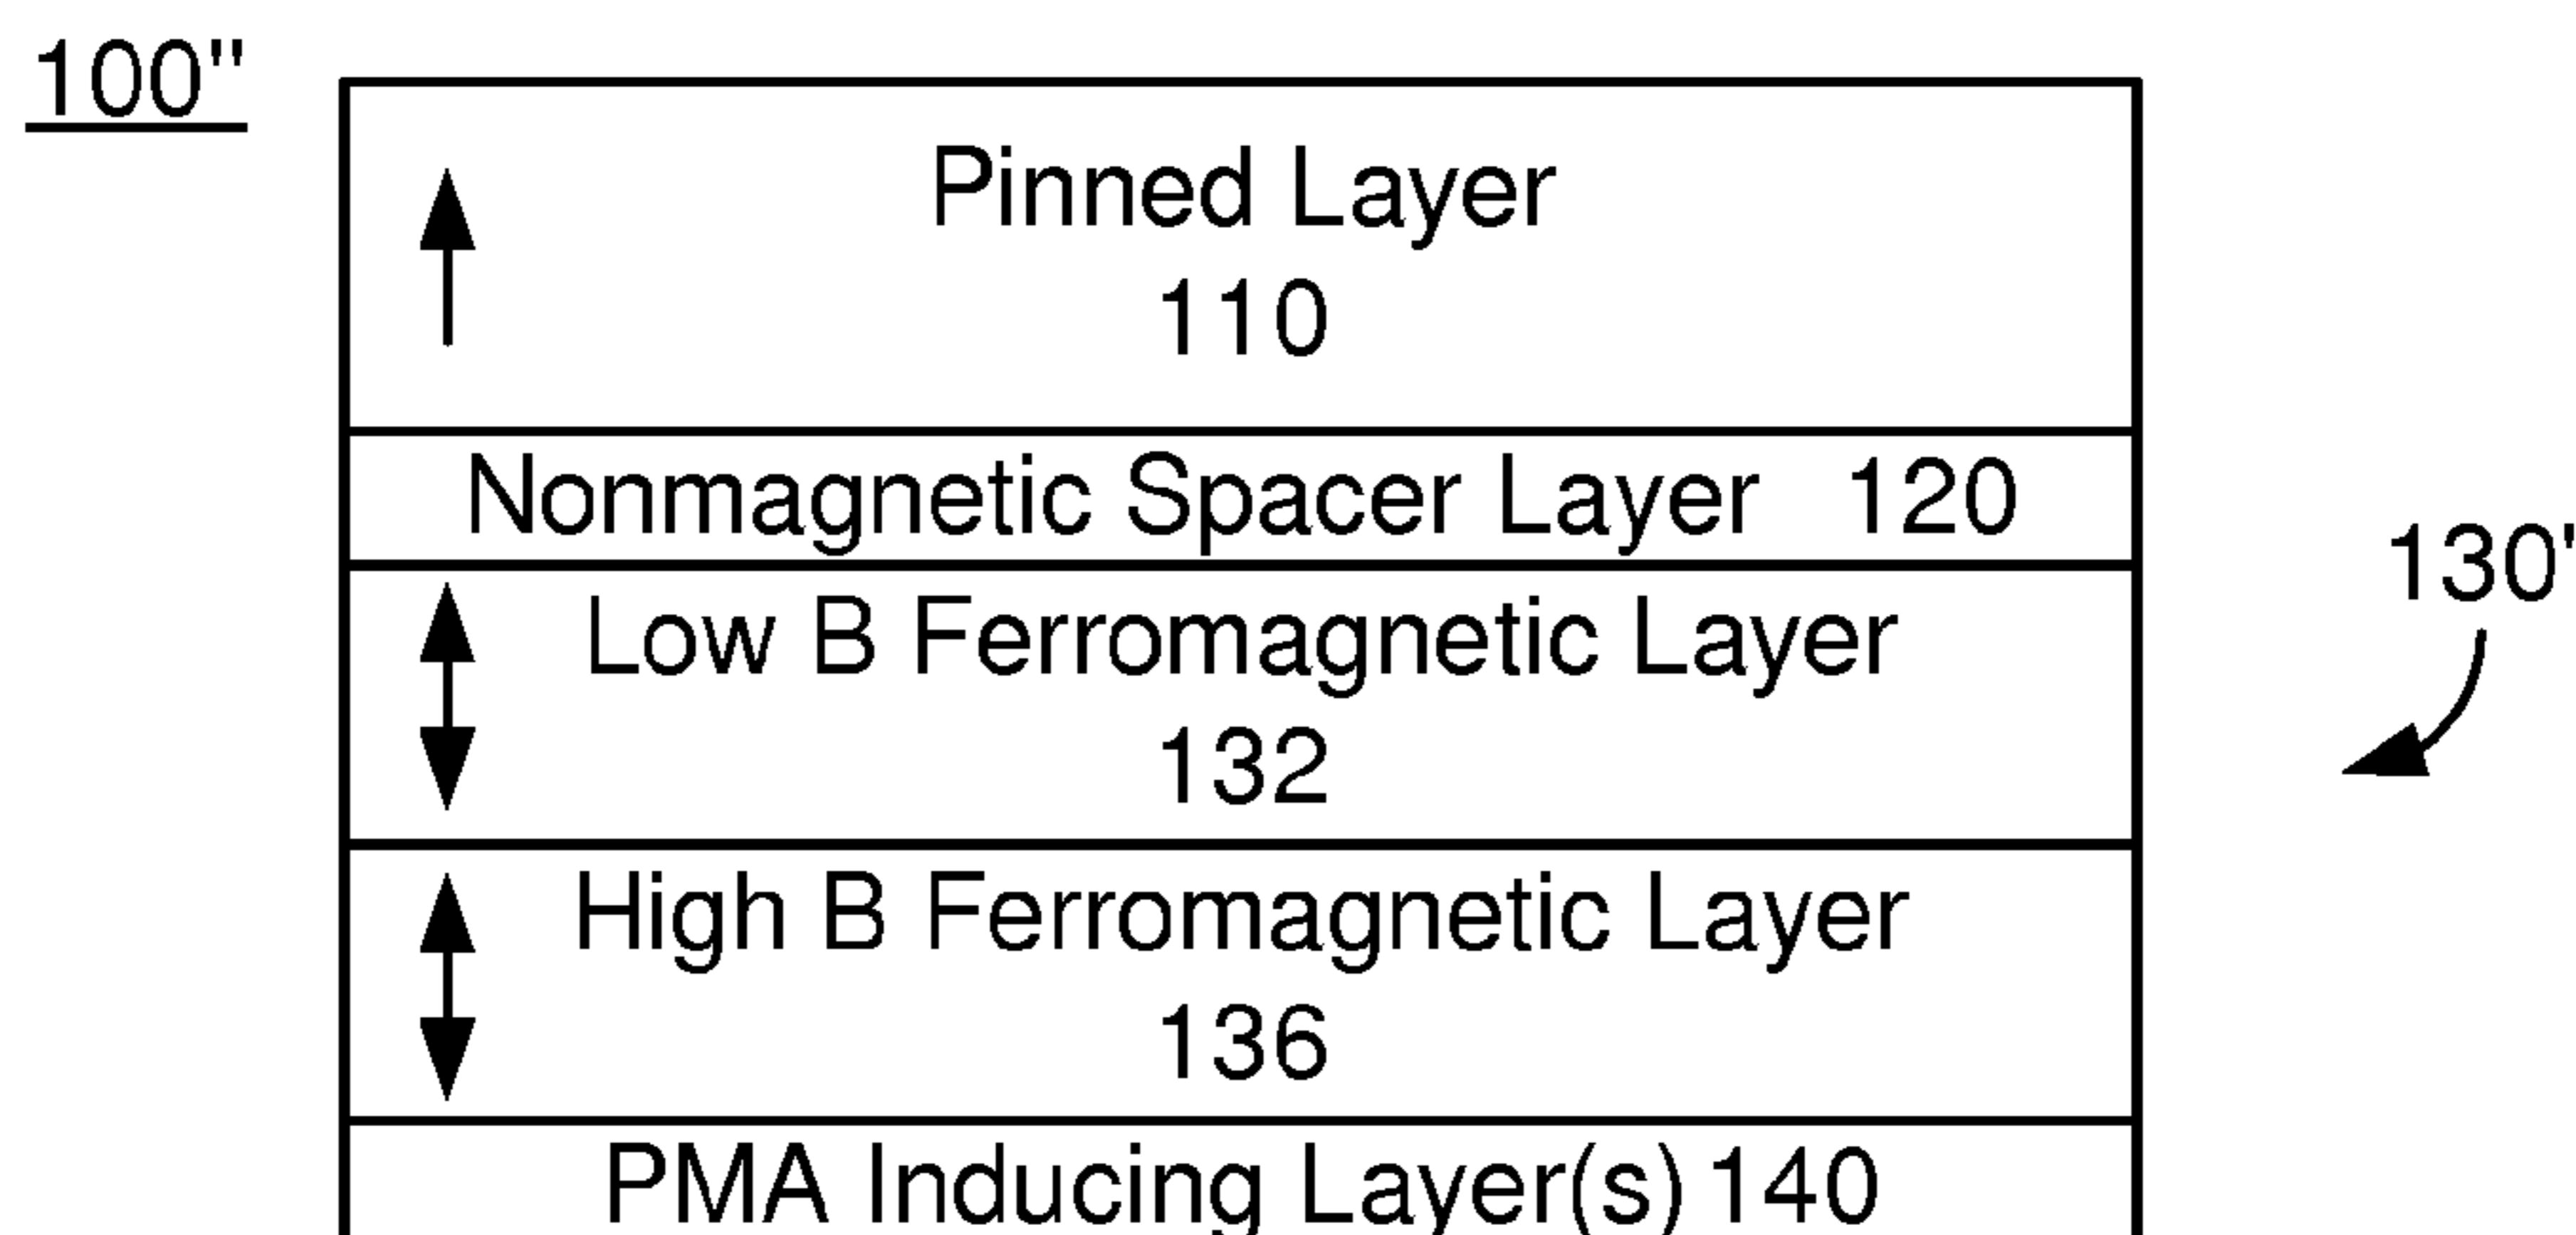 100"
Pinned Layer
110
Nonmagnetic Spacer Layer 120
130'
Low B Ferromagnetic Layer
132
High B Ferromagnetic Layer
136
PMA Inducing Layer(s) 140